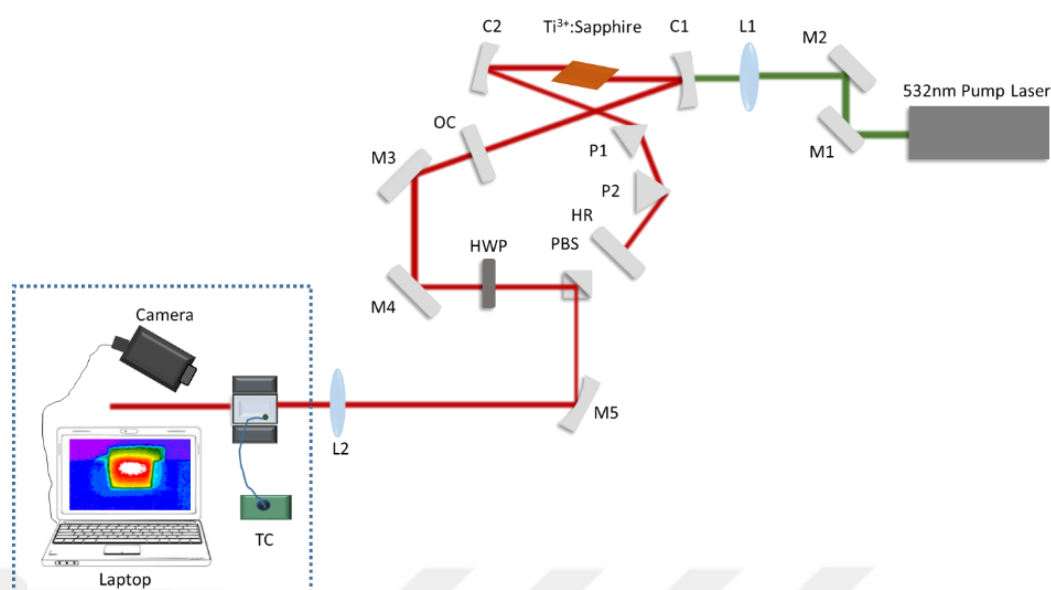 C2
Ti³⁺:Sapphire
C1
L1
M2
532nm Pump Laser
OC
M3
P1
M1
P2
HR
PBS
HWP
M4
Camera
M5
L2
TC
Laptop